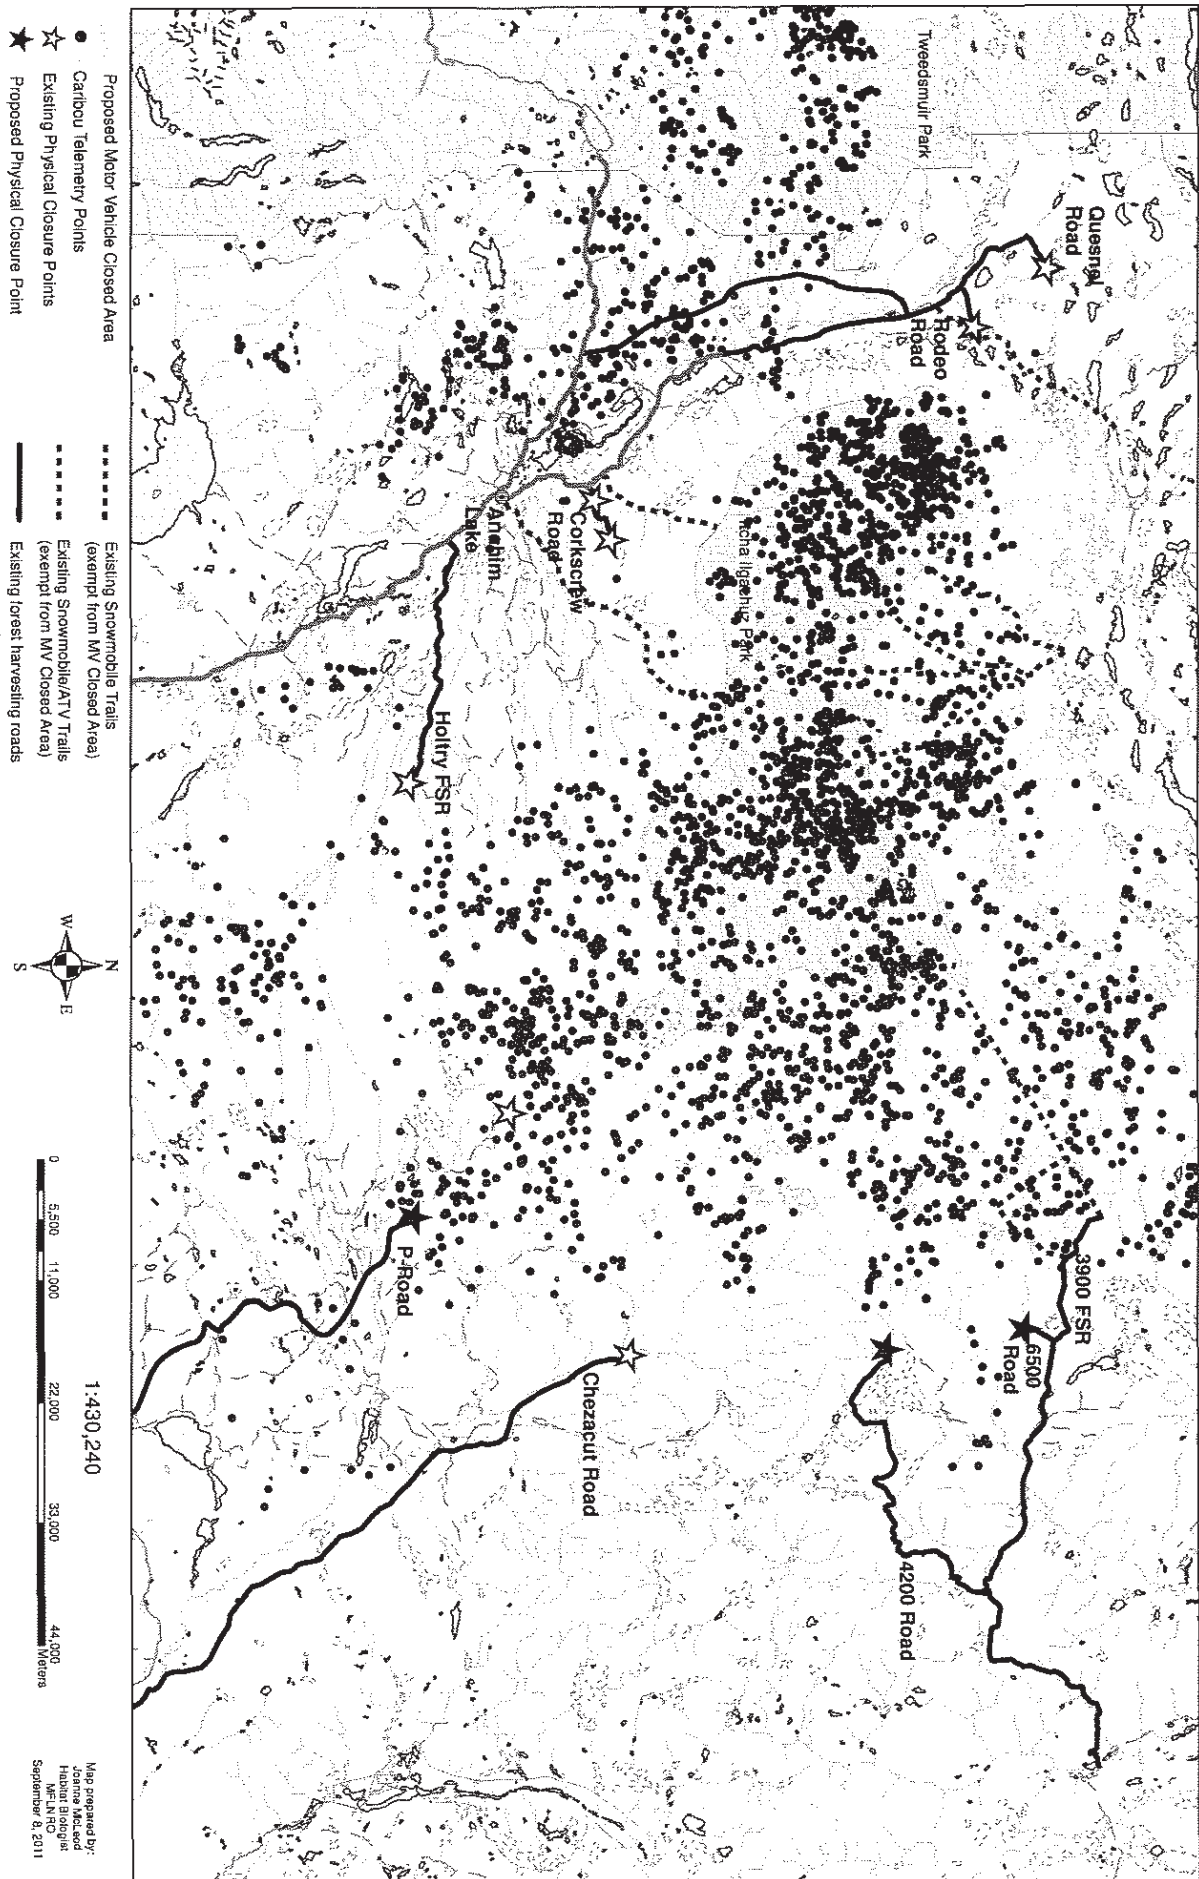 Tweedsmuir Park
Quesnel
Road
Rodeo
Road
Itcha Ilgachuz Park
Corkscrew
Road
Anahim
Lake
Holtry FSR
3900 FSR
6500
Road
4200 Road
Chezacut Road
P-Road
Proposed Motor Vehicle Closed Area
Caribou Telemetry Points
Existing Physical Closure Points
Proposed Physical Closure Point
Existing Snowmobile Trails
(exempt from MV Closed Area)
Existing Snowmobile/ATV Trails
(exempt from MV Closed Area)
Existing forest harvesting roads
N
W
E
S
1:430,240
0 5,500 11,000 22,000 33,000 44,000
Meters
Map prepared by:
Joanne McLeod
Habitat Biologist
MFLNRO
September 8, 2011